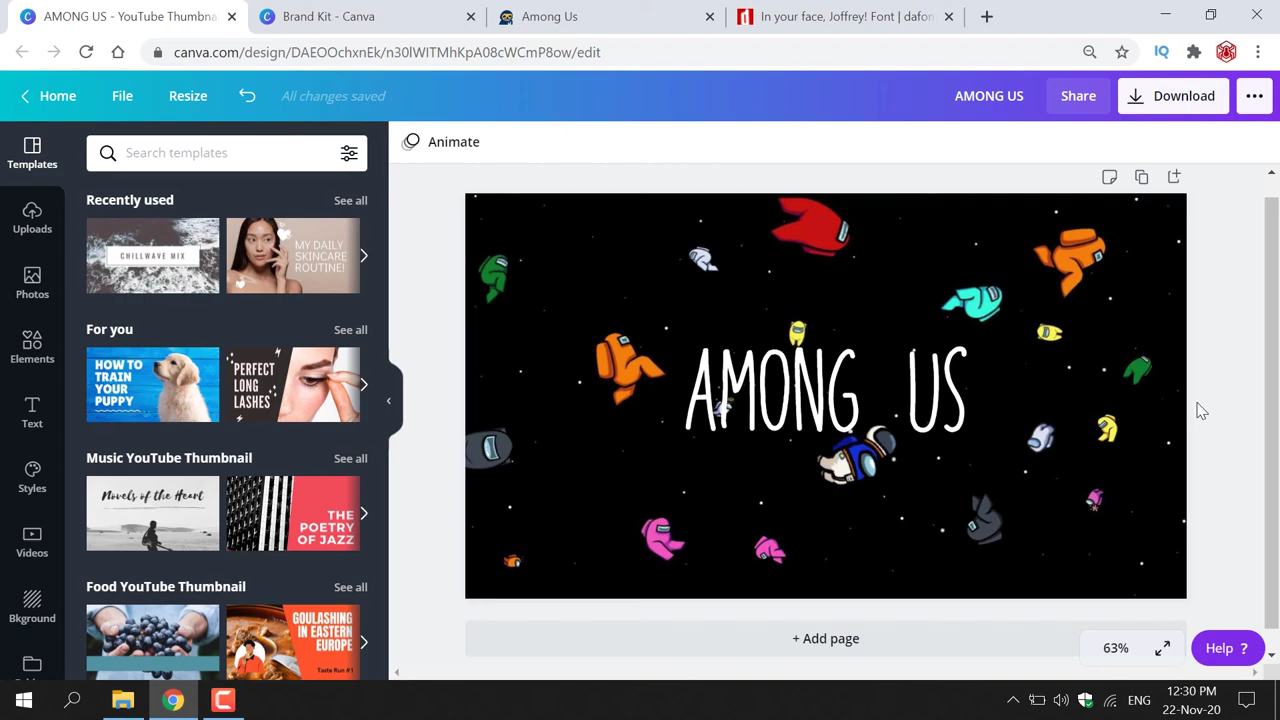 AMONG US - YouTube Thumbna
Brand Kit - Canva
Among Us
In your face, Joffrey! Font | dafon
canva.com/design/DAEOOchxnEk/n30lWITMhKpA08cWCmP8ow/edit
Home
File
Resize
All changes saved
AMONG US
Share
Download
Templates
Uploads
Photos
Elements
Text
Styles
Videos
Bkground
Search templates
Animate
Recently used
See all
CHILLWAVE MIX
MY DAILY
SKINCARE
ROUTINE!
For you
See all
HOW TO
TRAIN
YOUR
PUPPY
PERFECT
LONG
LASHES
Music YouTube Thumbnail
See all
Novels of the Heart
THE
POETRY
OF JAZZ
Food YouTube Thumbnail
See all
GOULASHING
IN EASTERN
EUROPE
Taste Run #1
AMONG US
+ Add page
63%
Help ?
ENG
12:30 PM
22-Nov-20